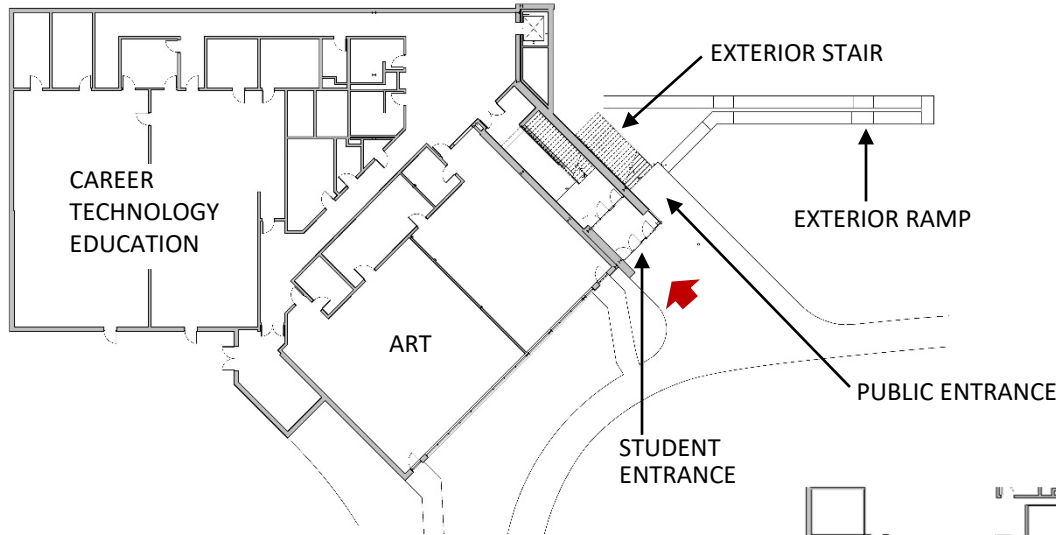 EXTERIOR STAIR
CAREER
TECHNOLOGY
EDUCATION
EXTERIOR RAMP
ART
PUBLIC ENTRANCE
STUDENT
ENTRANCE